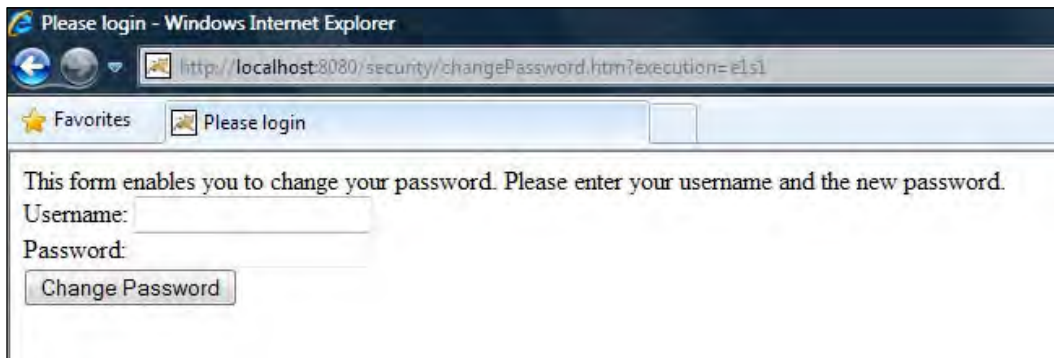 Please login - Windows Internet Explorer
http://localhost:8080/security/changePassword.htm?execution=e1s1
Favorites
Please login
This form enables you to change your password. Please enter your username and the new password.
Username:
Password:
Change Password